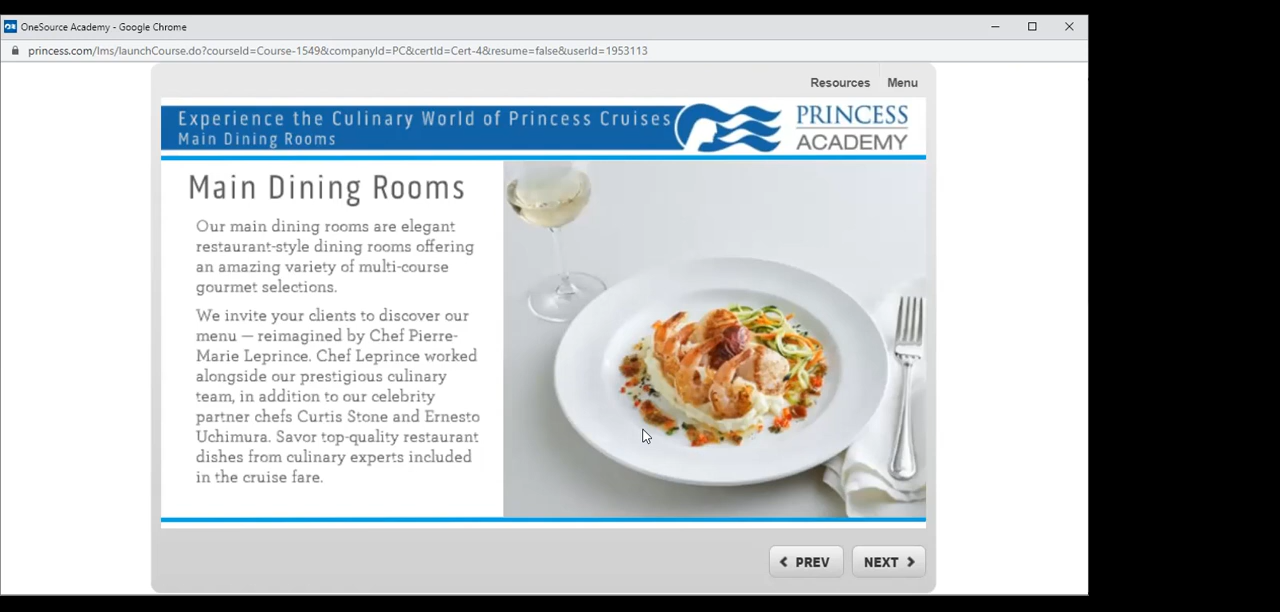 OneSource Academy - Google Chrome
princess.com/lms/launchCourse.do?courseId=Course-1549&companyId=PC&certId=Cert-4&resume=false&userId=1953113
Resources Menu
Experience the Culinary World of Princess Cruises
Main Dining Rooms
PRINCESS
ACADEMY
Main Dining Rooms
Our main dining rooms are elegant
restaurant-style dining rooms offering
an amazing variety of multi-course
gourmet selections.
We invite your clients to discover our
menu — reimagined by Chef Pierre-
Marie Leprince. Chef Leprince worked
alongside our prestigious culinary
team, in addition to our celebrity
partner chefs Curtis Stone and Ernesto
Uchimura. Savor top-quality restaurant
dishes from culinary experts included
in the cruise fare.
PREV NEXT